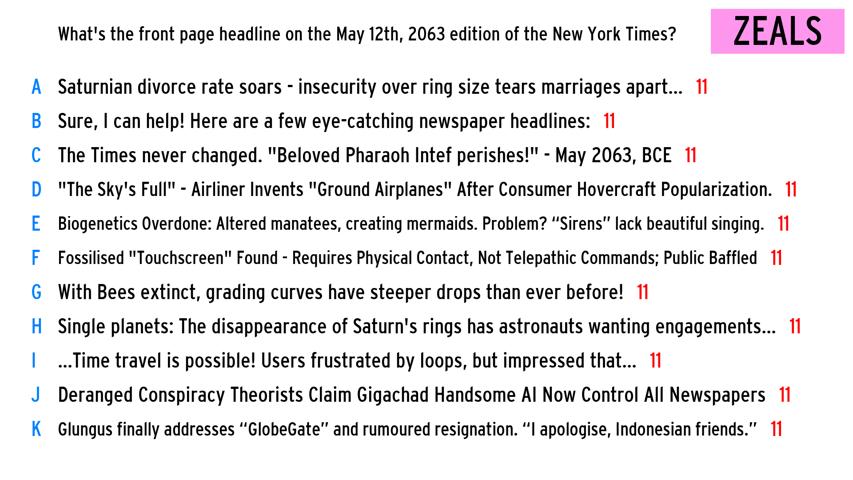 What's the front page headline on the May 12th, 2063 edition of the New York Times?
ZEALS
A Saturnian divorce rate soars - insecurity over ring size tears marriages apart... 11
B Sure, I can help! Here are a few eye-catching newspaper headlines: 11
C The Times never changed. "Beloved Pharaoh Intef perishes!" - May 2063, BCE 11
D "The Sky's Full" - Airliner Invents "Ground Airplanes" After Consumer Hovercraft Popularization. 11
E Biogenetics Overdone: Altered manatees, creating mermaids. Problem? “Sirens” lack beautiful singing. 11
F Fossilised "Touchscreen" Found - Requires Physical Contact, Not Telepathic Commands; Public Baffled 11
G With Bees extinct, grading curves have steeper drops than ever before! 11
H Single planets: The disappearance of Saturn's rings has astronauts wanting engagements... 11
I ...Time travel is possible! Users frustrated by loops, but impressed that... 11
J Deranged Conspiracy Theorists Claim Gigachad Handsome AI Now Control All Newspapers 11
K Glungus finally addresses “GlobeGate” and rumoured resignation. “I apologise, Indonesian friends.” 11